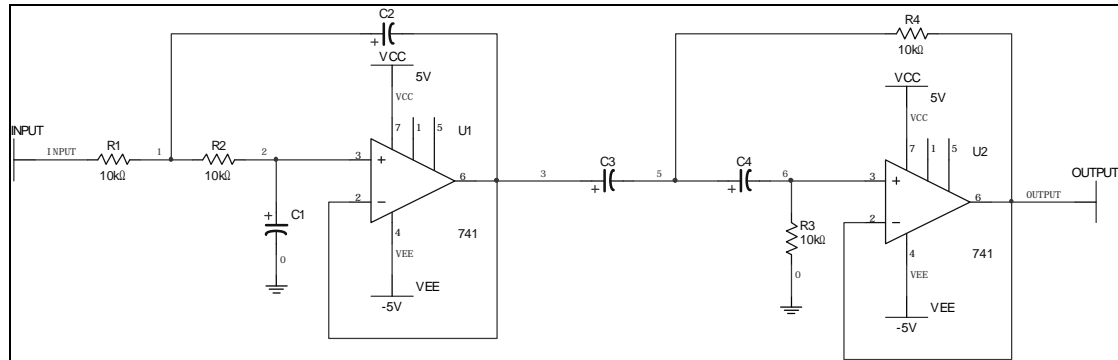 C2
+
VCC
5V
VCC
7
1
5
U1
INPUT
INPUT
R1
10kΩ
1
R2
10kΩ
2
3
+
2
−
6
4
VEE
741
VEE
-5V
+
C1
0
3
C3
+
5
C4
+
6
R4
10kΩ
VCC
5V
VCC
7
1
5
U2
3
+
2
−
6
OUTPUT
OUTPUT
R3
10kΩ
0
4
VEE
741
VEE
-5V